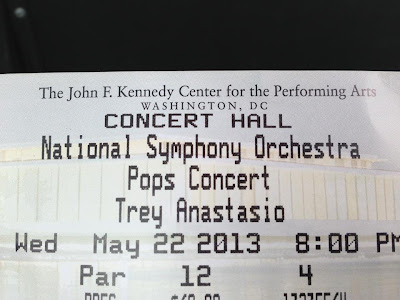 The John F. Kennedy Center for the Performing Arts
WASHINGTON, DC
CONCERT HALL
National Symphony Orchestra
Pops Concert
Trey Anastasio
Wed May 22 2013 8:00 PM
Par 12 4